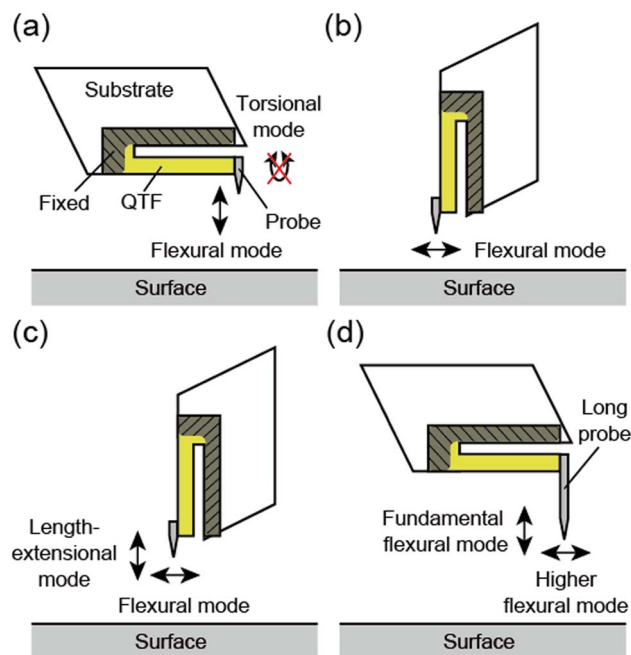 (a)
Substrate
Torsional
mode
Fixed
QTF
Probe
Flexural mode
Surface
(b)
Flexural mode
Surface
(c)
Length-
extensional
mode
Flexural mode
Surface
(d)
Long
probe
Fundamental
flexural mode
Higher
flexural mode
Surface